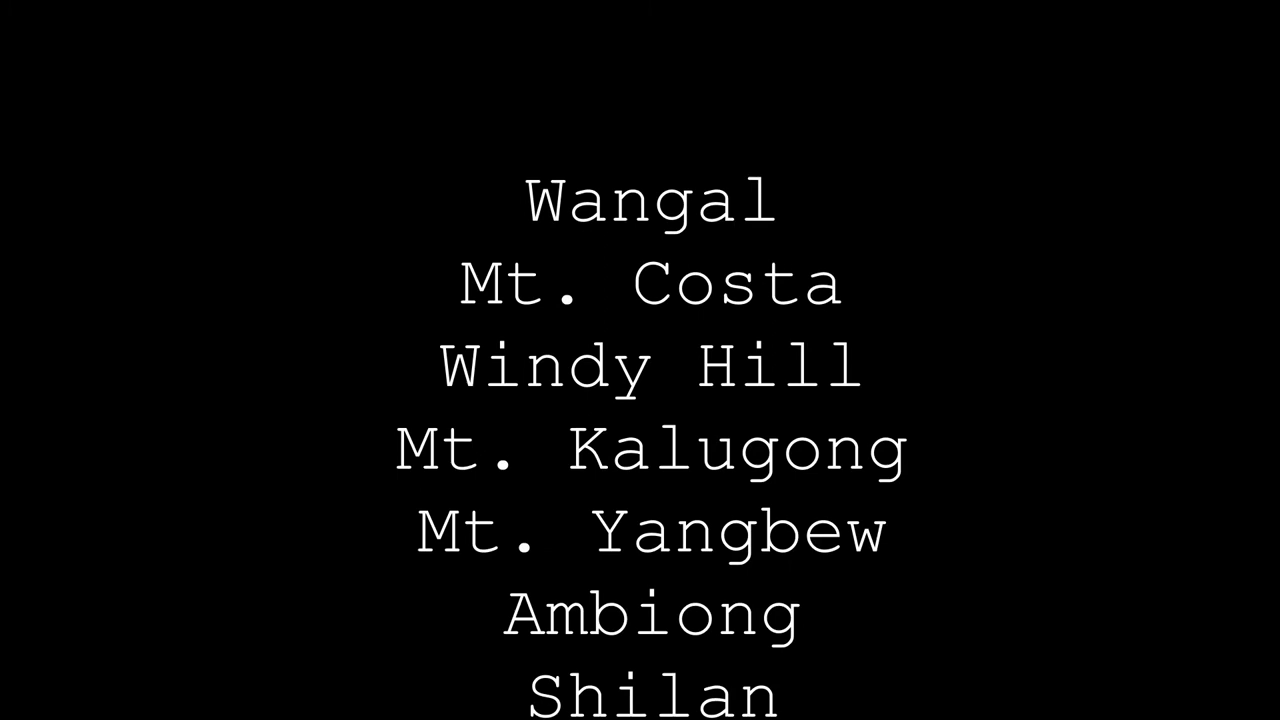 Wangal
Mt. Costa
Windy Hill
Mt. Kalugong
Mt. Yangbew
Ambiong
Shilan